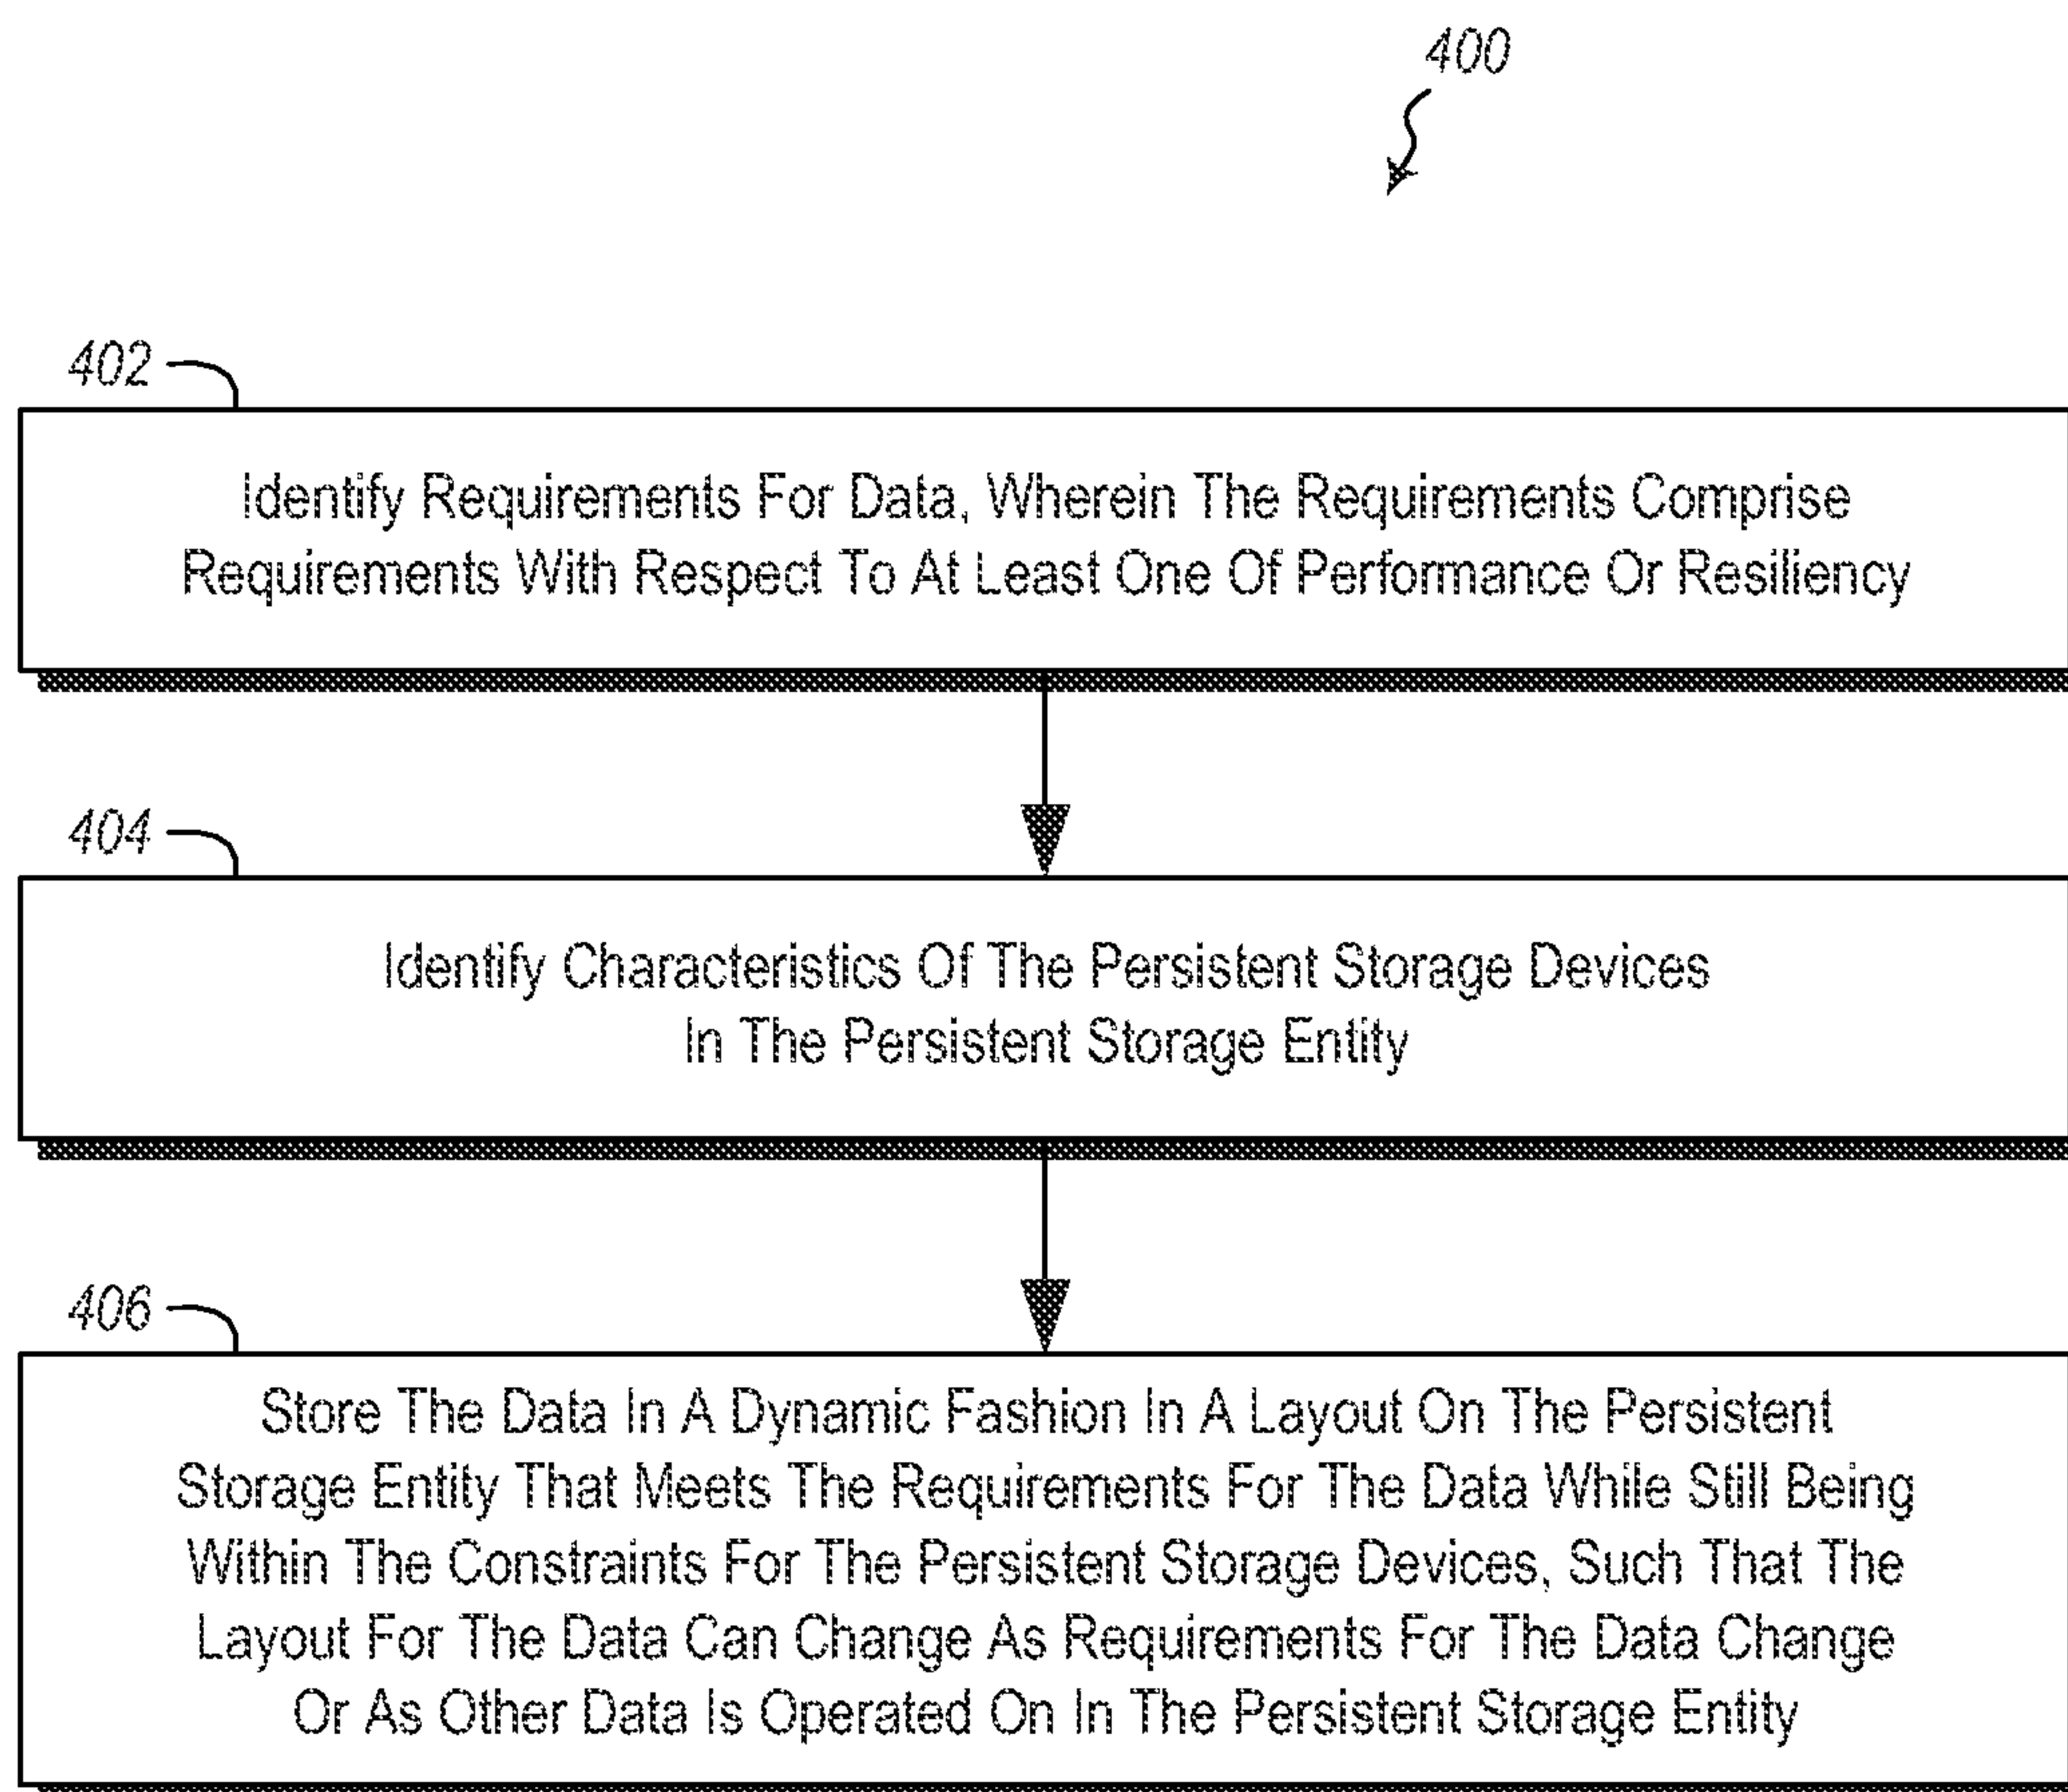 400
402
Identify Requirements For Data, Wherein The Requirements Comprise
Requirements With Respect To At Least One Of Performance Or Resiliency
404
Identify Characteristics Of The Persistent Storage Devices
In The Persistent Storage Entity
406
Store The Data In A Dynamic Fashion In A Layout On The Persistent
Storage Entity That Meets The Requirements For The Data While Still Being
Within The Constraints For The Persistent Storage Devices, Such That The
Layout For The Data Can Change As Requirements For The Data Change
Or As Other Data Is Operated On In The Persistent Storage Entity